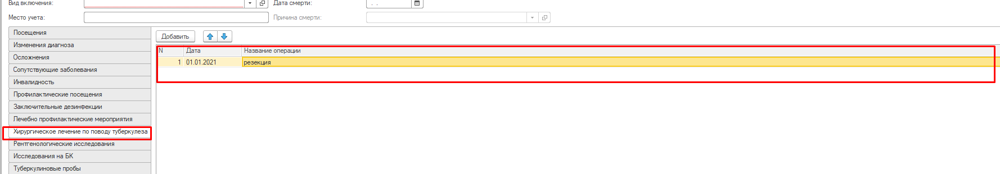 Вид включения: Дата смерти: . .
Место учета: Причина смерти:
Посещения
Добавить
Изменения диагноза
N Дата Название операции
Осложнения
1 01.01.2021 резекция
Сопутствующие заболевания
Инвалидность
Профилактические посещения
Заключительные дезинфекции
Лечебно профилактические мероприятия
Хирургическое лечение по поводу туберкулеза
Рентгенологические исследования
Исследования на БК
Туберкулиновые пробы